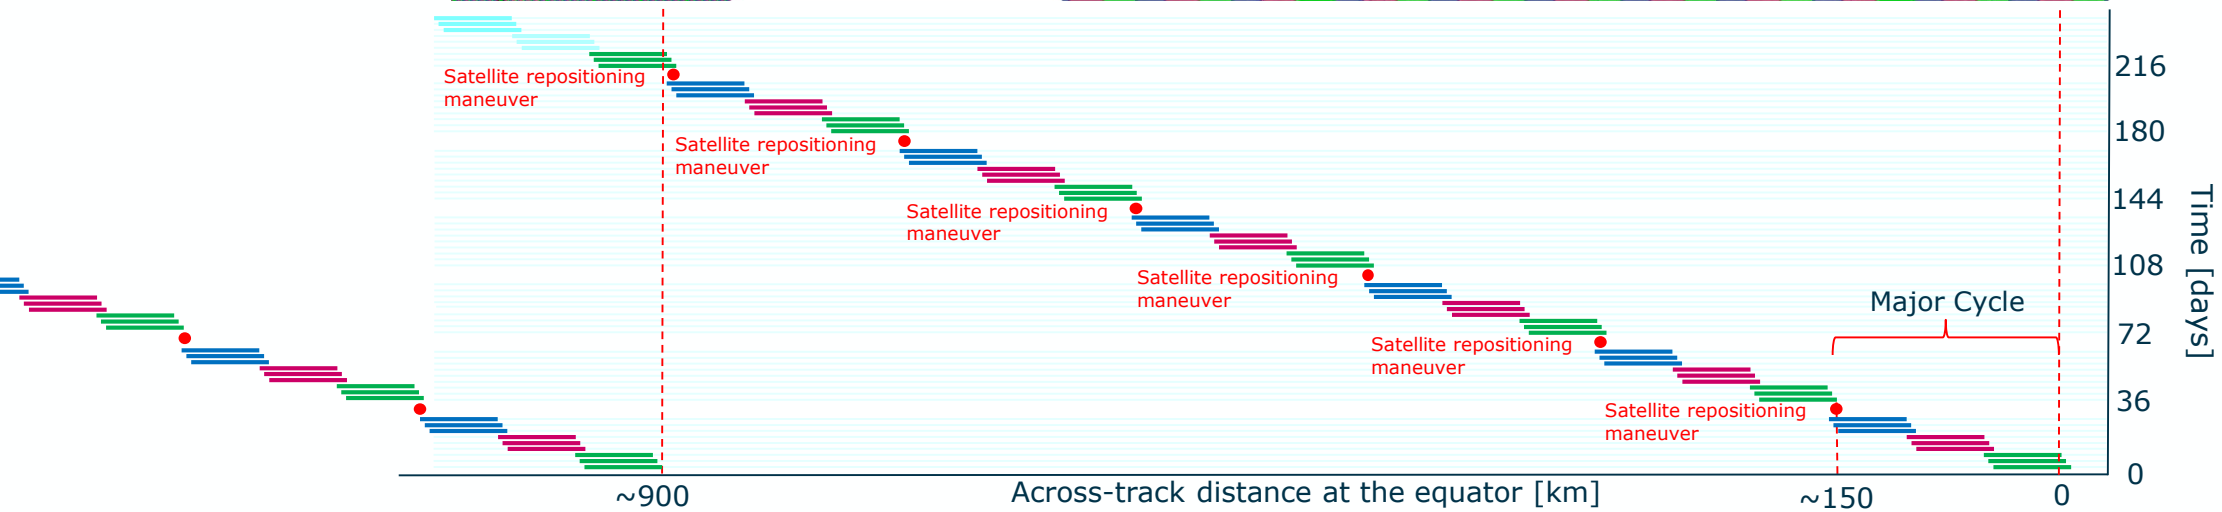 Satellite repositioning
maneuver
216
Satellite repositioning
maneuver
180
Satellite repositioning
maneuver
144
Satellite repositioning
maneuver
108
Major Cycle
Satellite repositioning
maneuver
72
Time [days]
Satellite repositioning
maneuver
36
0
~900
Across-track distance at the equator [km]
~150
0